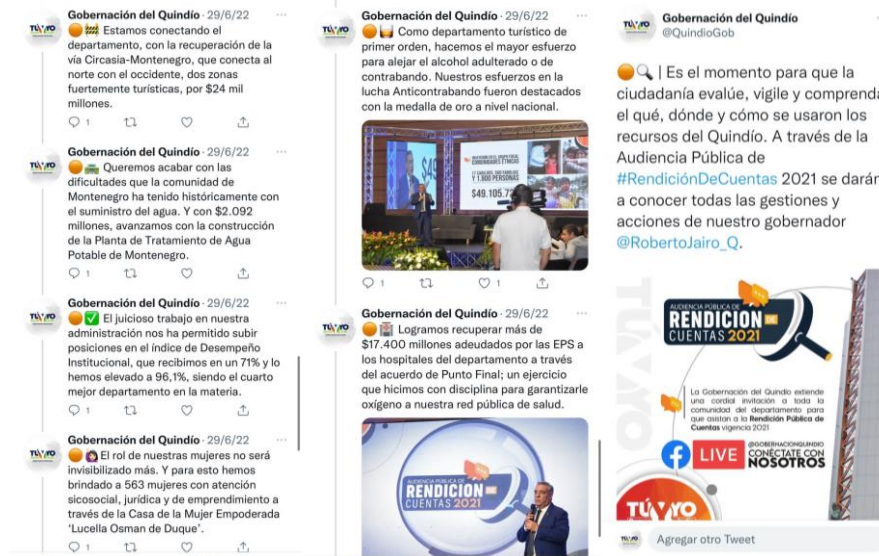 Gobernación del Quindío · 29/6/22
Estamos conectando el
departamento, con la recuperación de la
vía Circasia-Montenegro, que conecta al
norte con el occidente, dos zonas
fuertemente turísticas, por $24 mil
millones.
1
Gobernación del Quindío · 29/6/22
Queremos acabar con las
dificultades que la comunidad de
Montenegro ha tenido históricamente con
el suministro del agua. Y con $2.092
millones, avanzamos con la construcción
de la Planta de Tratamiento de Agua
Potable de Montenegro.
1
Gobernación del Quindío · 29/6/22
El juicioso trabajo en nuestra
administración nos ha permitido subir
posiciones en el índice de Desempeño
Institucional, que recibimos en un 71% y lo
hemos elevado a 96,1%, siendo el cuarto
mejor departamento en la materia.
1
Gobernación del Quindío · 29/6/22
El rol de nuestras mujeres no será
invisibilizado más. Y para esto hemos
brindado a 563 mujeres con atención
sicosocial, jurídica y de emprendimiento a
través de la Casa de la Mujer Empoderada
‘Lucella Osman de Duque’.
1
Gobernación del Quindío · 29/6/22
Como departamento turístico de
primer orden, hacemos el mayor esfuerzo
para alejar el alcohol adulterado o de
contrabando. Nuestros esfuerzos en la
lucha Anticontrabando fueron destacados
con la medalla de oro a nivel nacional.
COMUNIDADES ÉTNICAS
Y 1.800 PERSONAS
$49.105.72
1 1
Gobernación del Quindío · 29/6/22
Logramos recuperar más de
$17.400 millones adeudados por las EPS a
los hospitales del departamento a través
del acuerdo de Punto Final; un ejercicio
que hicimos con disciplina para garantizarle
oxígeno a nuestra red pública de salud.
AUDIENCIA PÚBLICA DE
RENDICIÓN DE
CUENTAS 2021
Gobernación del Quindío
@QuindioGob
| Es el momento para que la
ciudadanía evalúe, vigile y comprenda
el qué, dónde y cómo se usaron los
recursos del Quindío. A través de la
Audiencia Pública de
#RendiciónDeCuentas 2021 se darán
a conocer todas las gestiones y
acciones de nuestro gobernador
@RobertoJairo_Q.
TÚ Y YO
AUDIENCIA PÚBLICA DE
RENDICION DE
CUENTAS 2021
La Gobernación del Quindío extiende
una cordial invitación a toda la
comunidad del departamento para
que asistan a la Rendición Pública de
Cuentas vigencia 2021
LIVE
@GOBERNACIONQUINDIO
CONÉCTATE CON
NOSOTROS
TÚ Y YO
Agregar otro Tweet